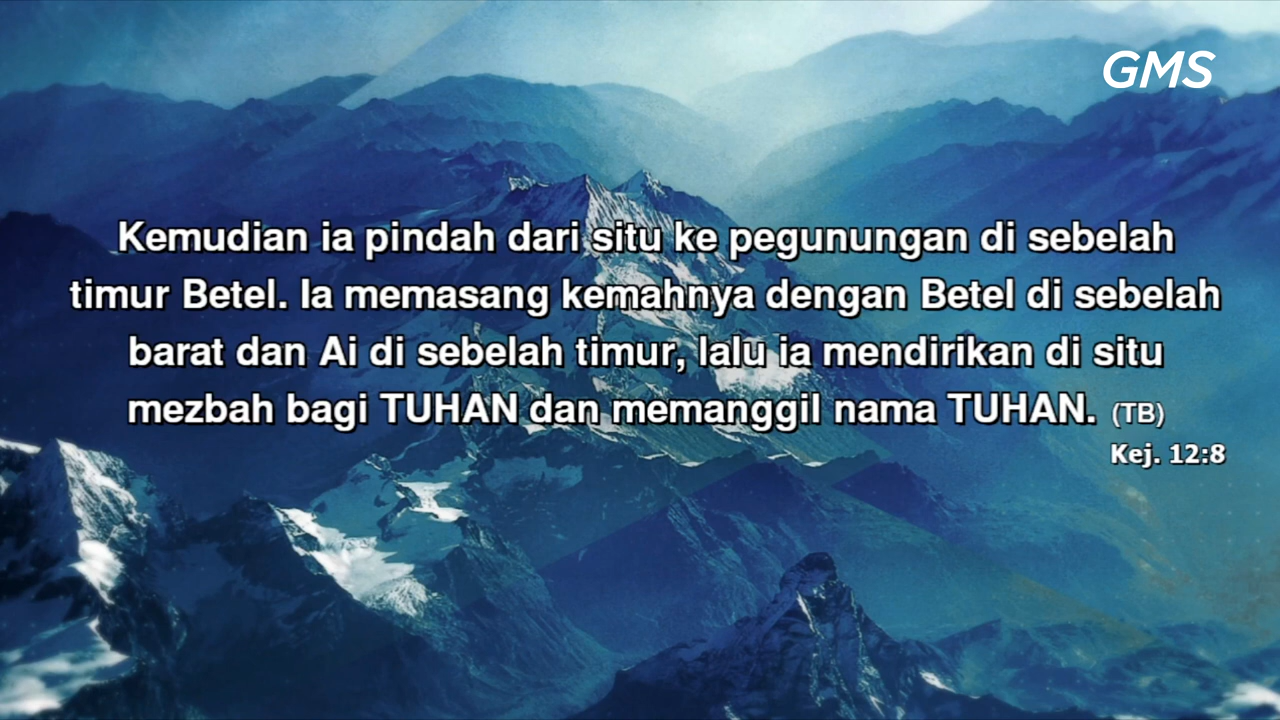 GMS
Kemudian ia pindah dari situ ke pegunungan di sebelah
timur Betel. Ia memasang kemahnya dengan Betel di sebelah
barat dan Ai di sebelah timur, lalu ia mendirikan di situ
mezbah bagi TUHAN dan memanggil nama TUHAN. (TB)
Kej. 12:8